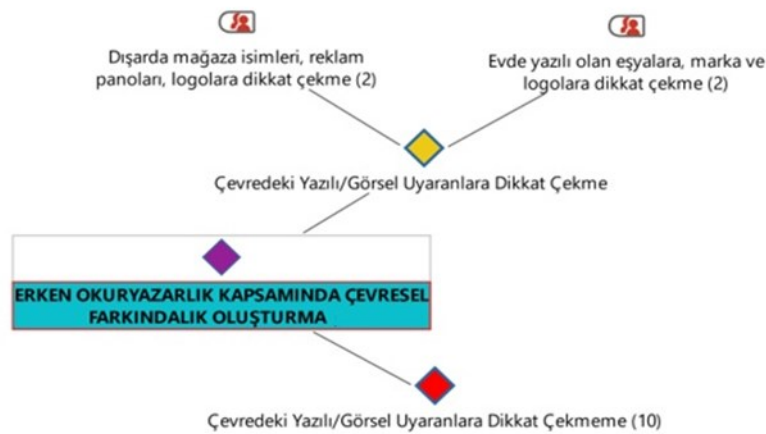 Dışarda mağaza isimleri, reklam
panoları, logolara dikkat çekme (2)
Evde yazılı olan eşyalara, marka ve
logolara dikkat çekme (2)
Çevredeki Yazılı/Görsel Uyaranlara Dikkat Çekme
ERKEN OKURYAZARLIK KAPSAMINDA ÇEVRESEL
FARKINDALIK OLUŞTURMA
Çevredeki Yazılı/Görsel Uyaranlara Dikkat Çekmeme (10)